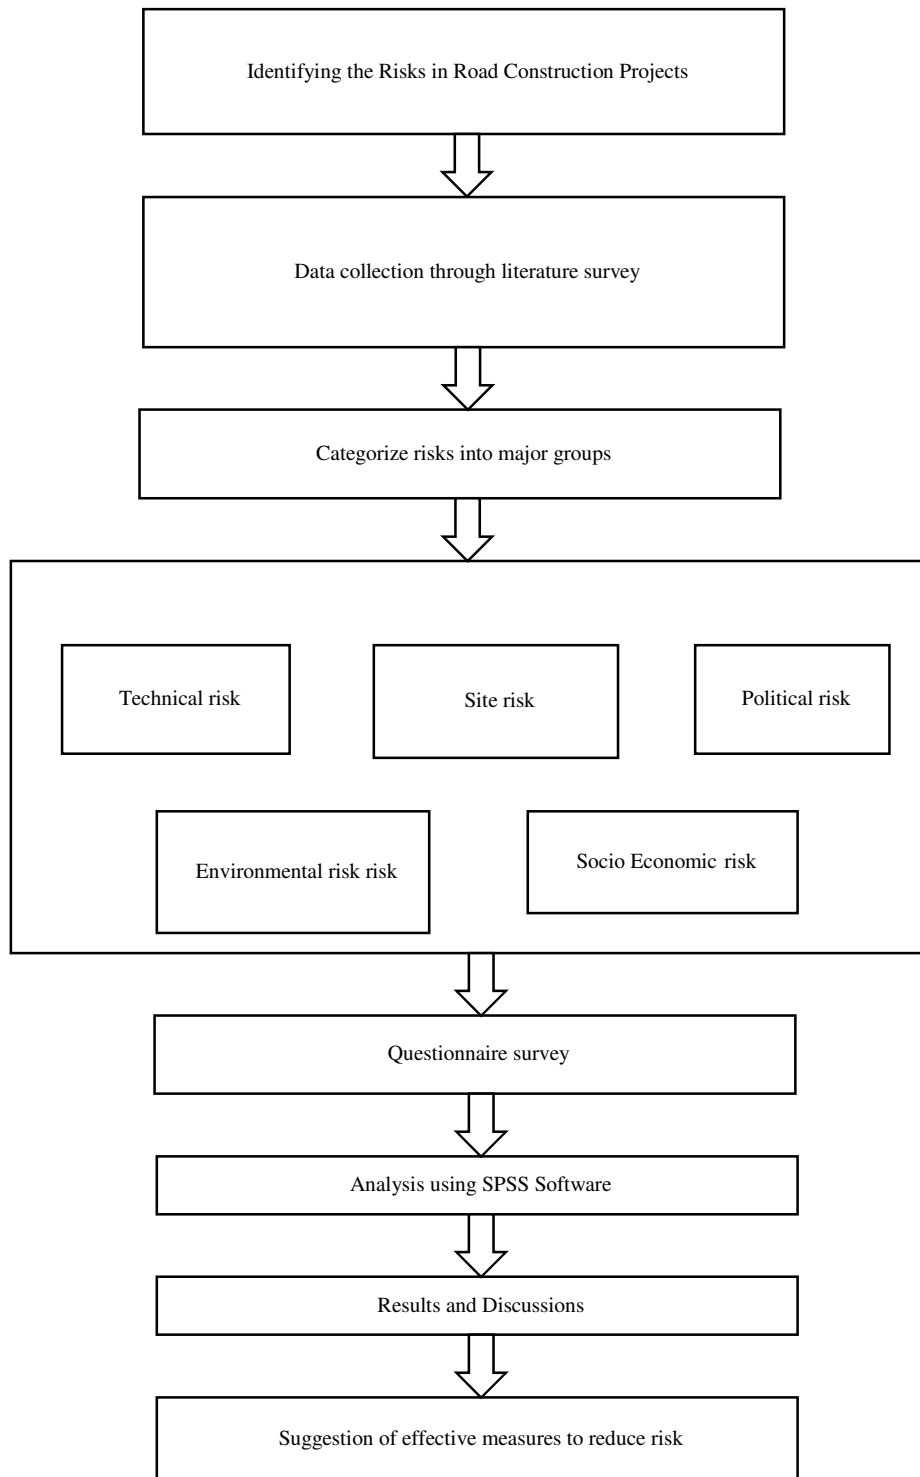 Identifying the Risks in Road Construction Projects
Data collection through literature survey
Categorize risks into major groups
Technical risk
Site risk
Political risk
Environmental risk risk
Socio Economic risk
Questionnaire survey
Analysis using SPSS Software
Results and Discussions
Suggestion of effective measures to reduce risk